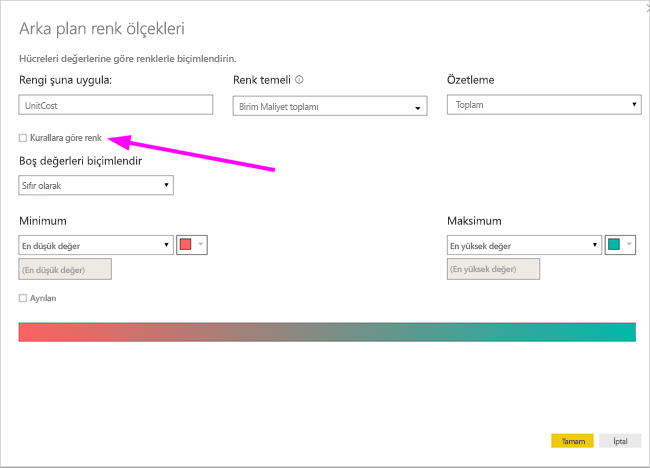 Arka plan renk ölçekleri
Hücreleri değerlerine göre renklerle biçimlendirin.
Rengi şuna uygula:
Renk temeli
Özetleme
UnitCost
Birim Maliyet toplamı
Toplam
Kurallara göre renk
Boş değerleri biçimlendir
Sıfır olarak
Minimum
Maksimum
En düşük değer
En yüksek değer
(En düşük değer)
(En yüksek değer)
Ayrılan
Tamam
İptal